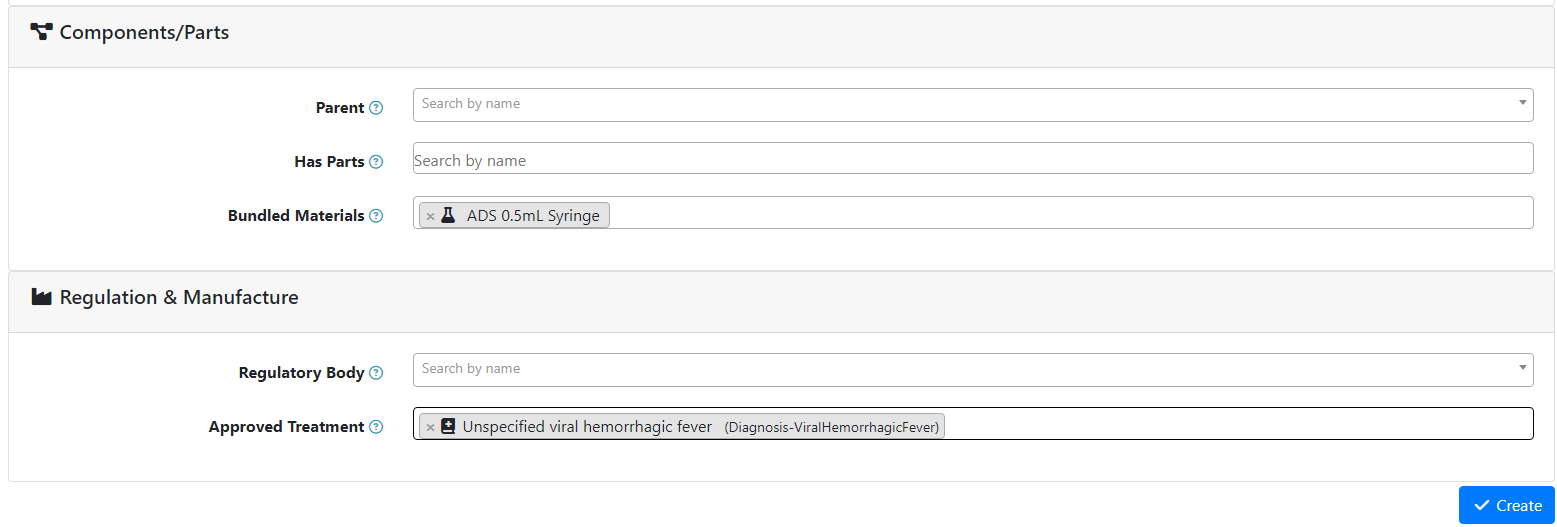 Components/Parts
Parent
Search by name
Has Parts
Search by name
Bundled Materials
× ADS 0.5mL Syringe
Regulation & Manufacture
Regulatory Body
Search by name
Approved Treatment
× Unspecified viral hemorrhagic fever (Diagnosis-ViralHemorrhagicFever)
Create